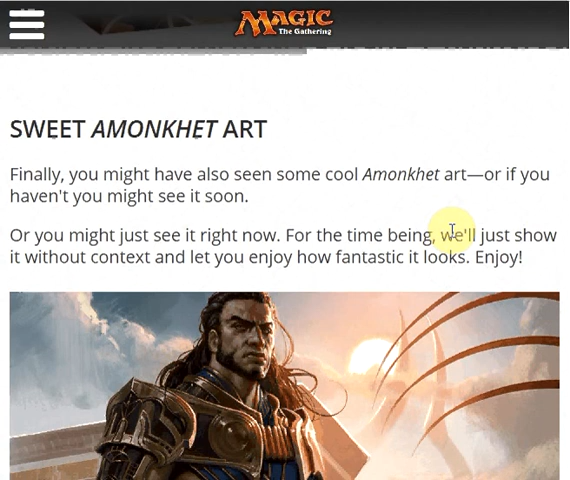 MAGIC
The Gathering
SWEET AMONKHET ART
Finally, you might have also seen some cool Amonkhet art—or if you
haven't you might see it soon.
Or you might just see it right now. For the time being, we'll just show
it without context and let you enjoy how fantastic it looks. Enjoy!